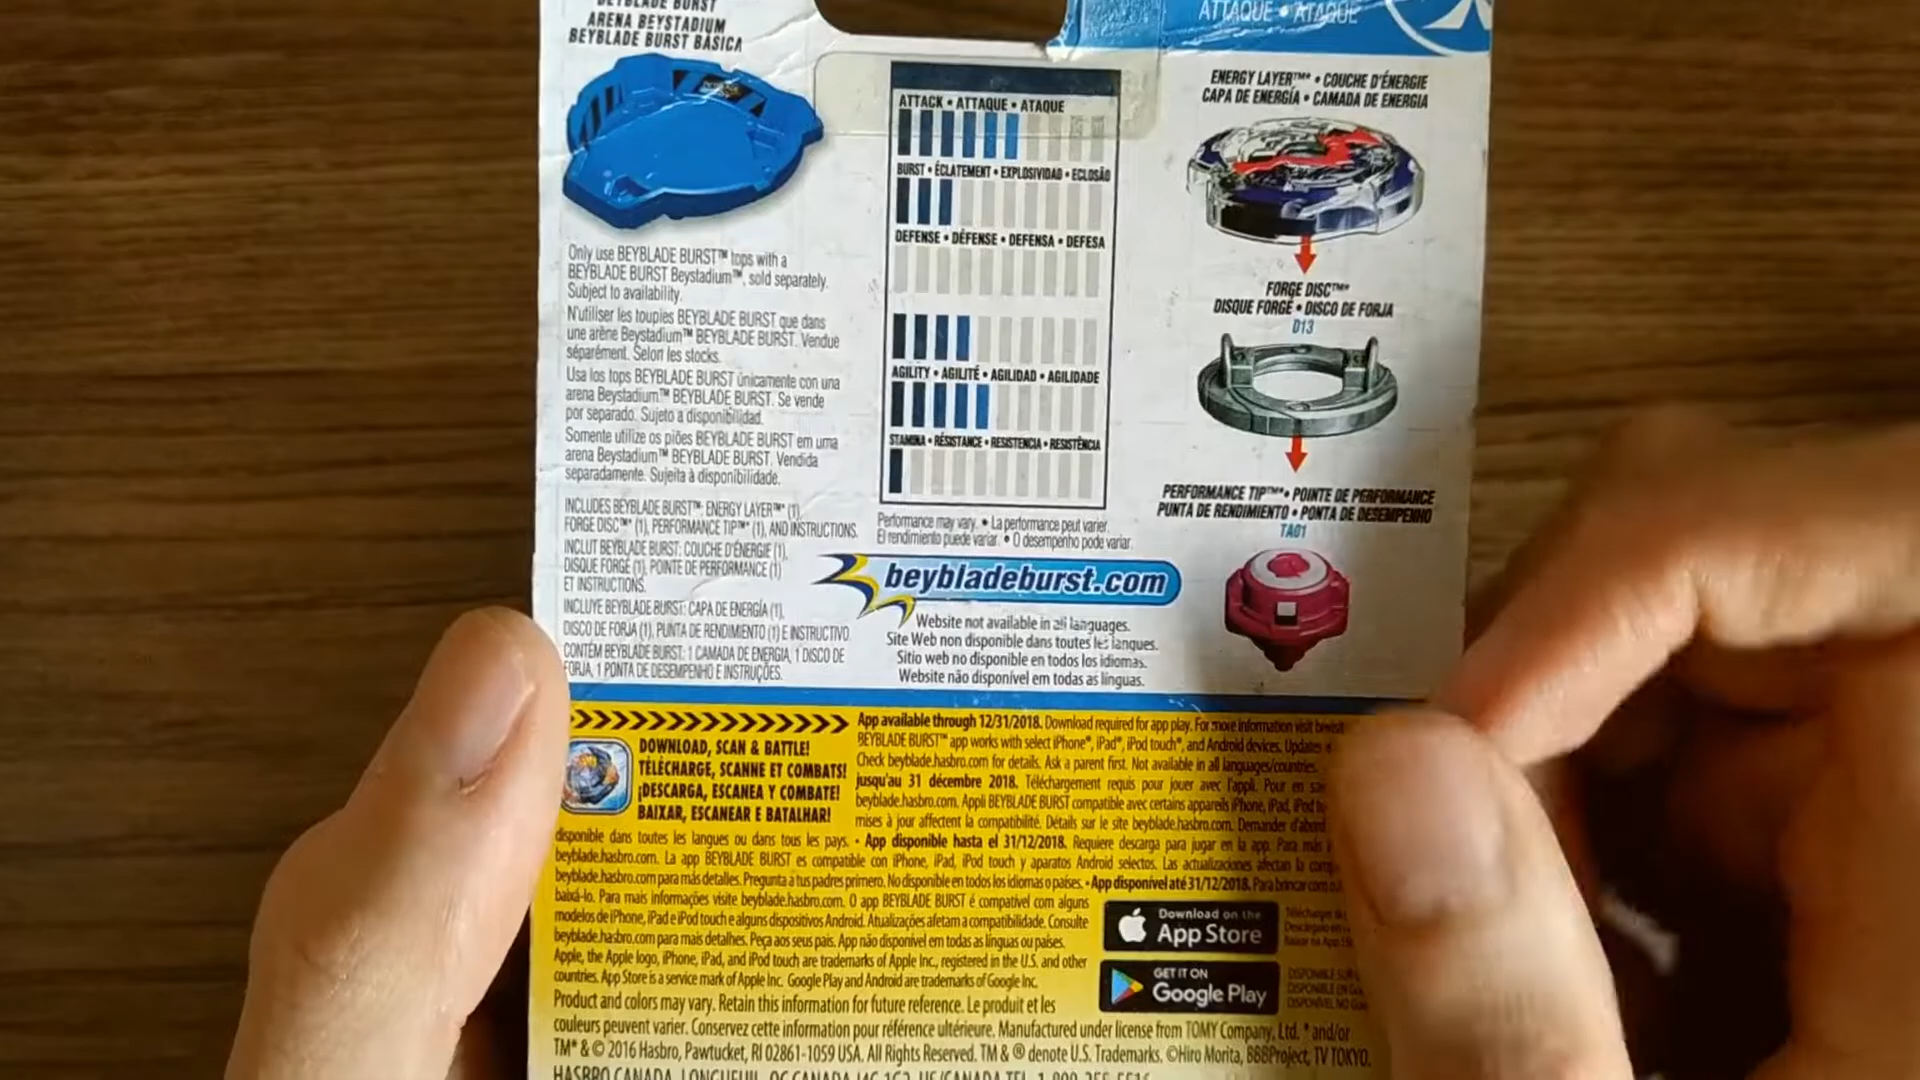 BEYBLADE BURST
ARENA BEYSTADIUM
BEYBLADE BURST BÁSICA
Only use BEYBLADE BURST™ tops with a
BEYBLADE BURST Beystadium™, sold separately.
Subject to availability.
N'utiliser les toupies BEYBLADE BURST que dans
une arène Beystadium™ BEYBLADE BURST. Vendue
séparément. Selon les stocks.
Usa los tops BEYBLADE BURST únicamente con una
arena Beystadium™ BEYBLADE BURST. Se vende
por separado. Sujeto a disponibilidad.
Somente utilize os piões BEYBLADE BURST em uma
arena Beystadium™ BEYBLADE BURST. Vendida
separadamente. Sujeita à disponibilidade.
INCLUDES BEYBLADE BURST™: ENERGY LAYER™* (1),
FORGE DISC™* (1), PERFORMANCE TIP™* (1), AND INSTRUCTIONS.
INCLUT BEYBLADE BURST: COUCHE D'ÉNERGIE (1),
DISQUE FORGÉ (1), POINTE DE PERFORMANCE (1)
ET INSTRUCTIONS.
INCLUYE BEYBLADE BURST: CAPA DE ENERGÍA (1),
DISCO DE FORJA (1), PUNTA DE RENDIMIENTO (1) E INSTRUCTIVO.
CONTÉM BEYBLADE BURST: 1 CAMADA DE ENERGIA, 1 DISCO DE
FORJA, 1 PONTA DE DESEMPENHO E INSTRUÇÕES.
ATTACK • ATTAQUE • ATAQUE
BURST • ÉCLATEMENT • EXPLOSIVIDAD • ECLOSÃO
DEFENSE • DÉFENSE • DEFENSA • DEFESA
AGILITY • AGILITÉ • AGILIDAD • AGILIDADE
STAMINA • RÉSISTANCE • RESISTENCIA • RESISTÊNCIA
Performance may vary. • La performance peut varier.
El rendimiento puede variar. • O desempenho pode variar.
beybladeburst.com
Website not available in all languages.
Site Web non disponible dans toutes les langues.
Sitio web no disponible en todos los idiomas.
Website não disponível em todas as línguas.
ATTAQUE • ATAQUE
ENERGY LAYER™* • COUCHE D'ÉNERGIE
CAPA DE ENERGÍA • CAMADA DE ENERGIA
FORGE DISC™*
DISQUE FORGÉ • DISCO DE FORJA
D13
PERFORMANCE TIP™* • POINTE DE PERFORMANCE
PUNTA DE RENDIMIENTO • PONTA DE DESEMPENHO
TA01
DOWNLOAD, SCAN & BATTLE!
TÉLÉCHARGE, SCANNE ET COMBATS!
¡DESCARGA, ESCANEA Y COMBATE!
BAIXAR, ESCANEAR E BATALHAR!
App available through 12/31/2018. Download required for app play. For more information visit
BEYBLADE BURST™ app works with select iPhone®, iPad®, iPod touch®, and Android devices. Updates
Check beyblade.hasbro.com for details. Ask a parent first. Not available in all languages/countries.
jusqu'au 31 décembre 2018. Téléchargement requis pour jouer avec l'appli. Pour en
beyblade.hasbro.com. Appli BEYBLADE BURST compatible avec certains appareils iPhone, iPad, iPod
mises à jour affectent la compatibilité. Détails sur le site beyblade.hasbro.com. Demander d'abord
disponible dans toutes les langues ou dans tous les pays. • App disponible hasta el 31/12/2018. Requiere descarga para jugar en la app. Para más
beyblade.hasbro.com. La app BEYBLADE BURST es compatible con iPhone, iPad, iPod touch y aparatos Android selectos. Las actualizaciones afectan la
beyblade.hasbro.com para más detalles. Pregunta a tus padres primero. No disponible en todos los idiomas o países. • App disponível até 31/12/2018. Para brincar com
baixá-lo. Para mais informações visite beyblade.hasbro.com. O app BEYBLADE BURST é compatível com alguns
modelos de iPhone, iPad e iPod touch e alguns dispositivos Android. Atualizações afetam a compatibilidade. Consulte
beyblade.hasbro.com para mais detalhes. Peça aos seus pais. App não disponível em todas as línguas ou países.
Apple, the Apple logo, iPhone, iPad, and iPod touch are trademarks of Apple Inc., registered in the U.S. and other
countries. App Store is a service mark of Apple Inc. Google Play and Android are trademarks of Google Inc.
Download on the
App Store
GET IT ON
Google Play
Product and colors may vary. Retain this information for future reference. Le produit et les
couleurs peuvent varier. Conservez cette information pour référence ultérieure. Manufactured under license from TOMY Company, Ltd. * and/or
TM* & © 2016 Hasbro, Pawtucket, RI 02861-1059 USA. All Rights Reserved. TM & ® denote U.S. Trademarks. ©Hiro Morita, BBBProject, TV TOKYO.
HASBRO CANADA, LONGUEUIL, QC CANADA J4G 1G2. US/CANADA TEL. 1-800-255-5516